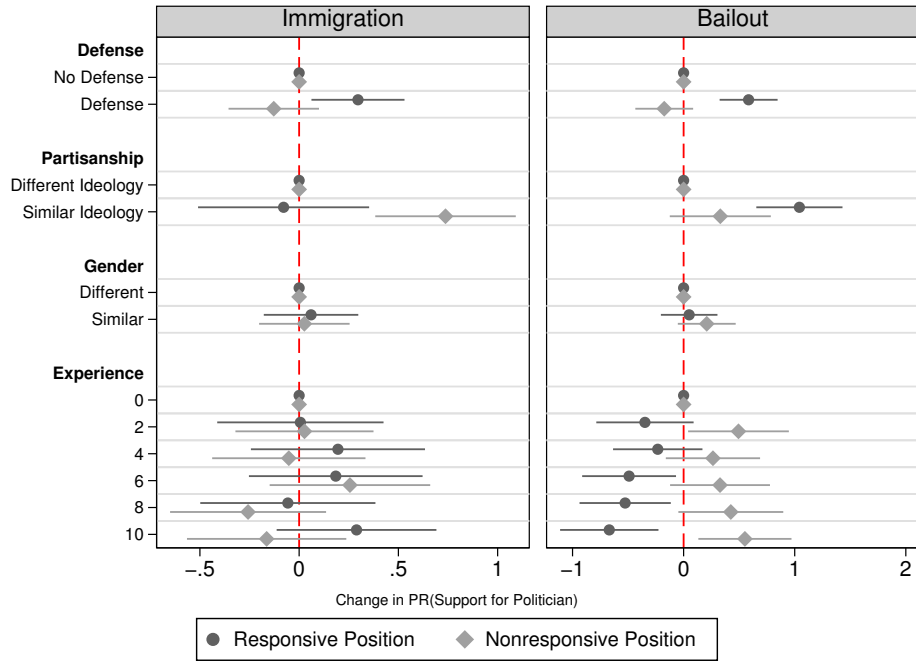 Immigration
Bailout
Defense
No Defense
Defense
Partisanship
Different Ideology
Similar Ideology
Gender
Different
Similar
Experience
0
2
4
6
8
10
−.5 0 .5 1
−1 0 1 2
Change in PR(Support for Politician)
Responsive Position Nonresponsive Position